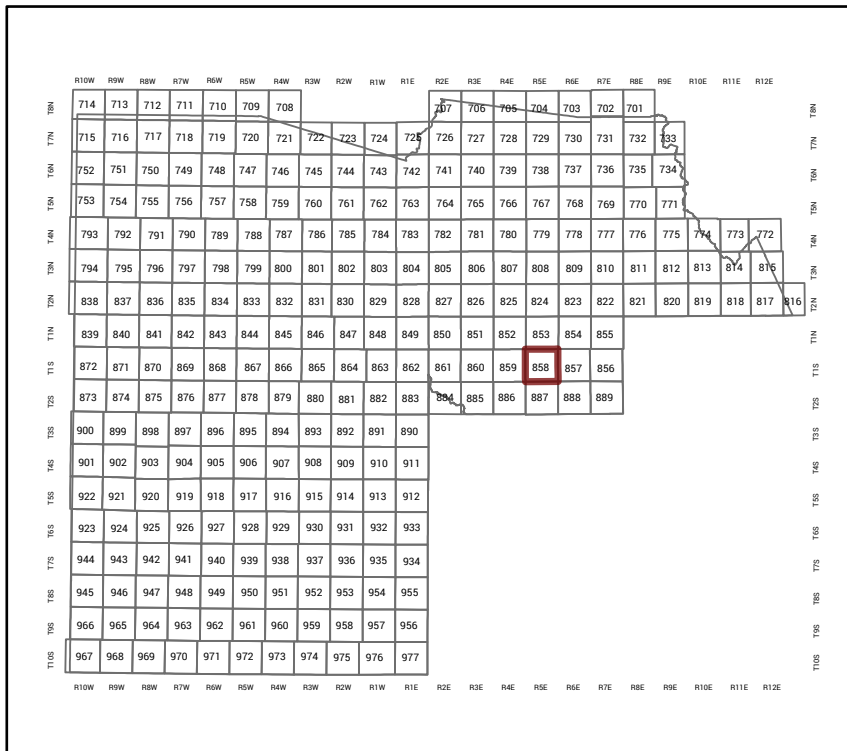 R10W R9W R8W R7W R6W R5W R4W R3W R2W R1W R1E R2E R3E R4E R5E R6E R7E R8E R9E R10E R11E R12E
T8N 714 713 712 711 710 709 708 707 706 705 704 703 702 701 T8N
T7N 715 716 717 718 719 720 721 722 723 724 725 726 727 728 729 730 731 732 733 T7N
T6N 752 751 750 749 748 747 746 745 744 743 742 741 740 739 738 737 736 735 734 T6N
T5N 753 754 755 756 757 758 759 760 761 762 763 764 765 766 767 768 769 770 771 T5N
T4N 793 792 791 790 789 788 787 786 785 784 783 782 781 780 779 778 777 776 775 774 773 772 T4N
T3N 794 795 796 797 798 799 800 801 802 803 804 805 806 807 808 809 810 811 812 813 814 815 T3N
T2N 838 837 836 835 834 833 832 831 830 829 828 827 826 825 824 823 822 821 820 819 818 817 816 T2N
T1N 839 840 841 842 843 844 845 846 847 848 849 850 851 852 853 854 855 T1N
T1S 872 871 870 869 868 867 866 865 864 863 862 861 860 859 858 857 856 T1S
T2S 873 874 875 876 877 878 879 880 881 882 883 884 885 886 887 888 889 T2S
T3S 900 899 898 897 896 895 894 893 892 891 890 T3S
T4S 901 902 903 904 905 906 907 908 909 910 911 T4S
T5S 922 921 920 919 918 917 916 915 914 913 912 T5S
T6S 923 924 925 926 927 928 929 930 931 932 933 T6S
T7S 944 943 942 941 940 939 938 937 936 935 934 T7S
T8S 945 946 947 948 949 950 951 952 953 954 955 T8S
T9S 966 965 964 963 962 961 960 959 958 957 956 T9S
T10S 967 968 969 970 971 972 973 974 975 976 977 T10S
R10W R9W R8W R7W R6W R5W R4W R3W R2W R1W R1E R2E R3E R4E R5E R6E R7E R8E R9E R10E R11E R12E